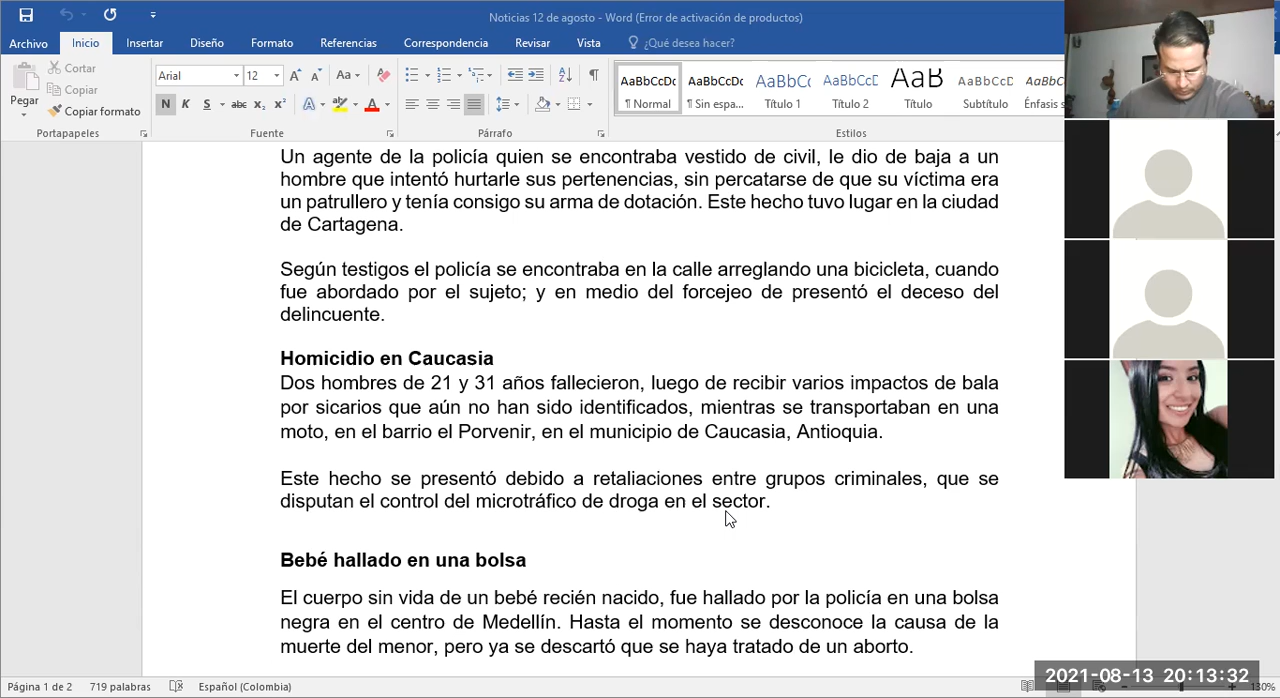 Noticias 12 de agosto - Word (Error de activación de productos)
Archivo Inicio Insertar Diseño Formato Referencias Correspondencia Revisar Vista ¿Qué desea hacer?
Pegar
Cortar
Copiar
Copiar formato
Portapapeles
Arial 12 Aa
N K S abc x₂ x² A A
Fuente
Párrafo
AaBbCcDc AaBbCcDc AaBbCc AaBbCcD AaB AaBbCcD AaBbCc
¶ Normal ¶ Sin espa... Título 1 Título 2 Título Subtítulo Énfasis s
Estilos
Un agente de la policía quien se encontraba vestido de civil, le dio de baja a un
hombre que intentó hurtarle sus pertenencias, sin percatarse de que su víctima era
un patrullero y tenía consigo su arma de dotación. Este hecho tuvo lugar en la ciudad
de Cartagena.
Según testigos el policía se encontraba en la calle arreglando una bicicleta, cuando
fue abordado por el sujeto; y en medio del forcejeo de presentó el deceso del
delincuente.
Homicidio en Caucasia
Dos hombres de 21 y 31 años fallecieron, luego de recibir varios impactos de bala
por sicarios que aún no han sido identificados, mientras se transportaban en una
moto, en el barrio el Porvenir, en el municipio de Caucasia, Antioquia.
Este hecho se presentó debido a retaliaciones entre grupos criminales, que se
disputan el control del microtráfico de droga en el sector.
Bebé hallado en una bolsa
El cuerpo sin vida de un bebé recién nacido, fue hallado por la policía en una bolsa
negra en el centro de Medellín. Hasta el momento se desconoce la causa de la
muerte del menor, pero ya se descartó que se haya tratado de un aborto.
Página 1 de 2 719 palabras Español (Colombia) 130%
2021-08-13 20:13:32